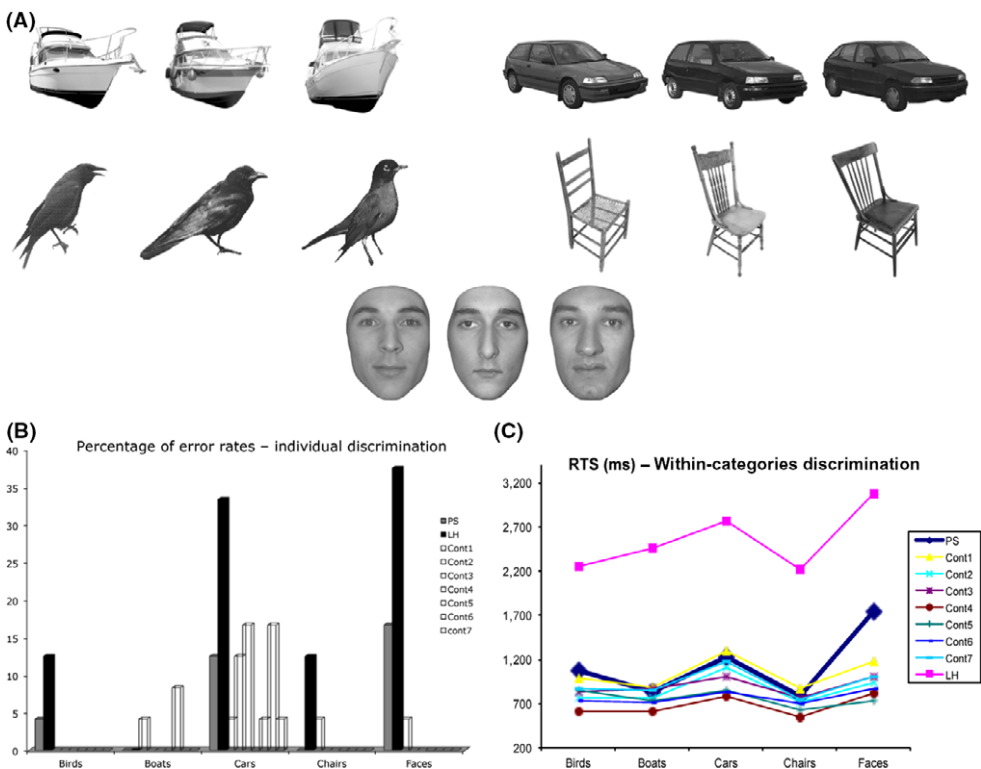 (A)
(B)
Percentage of error rates – individual discrimination
40
35
30
25
20
15
10
5
0
Birds
Boats
Cars
Chairs
Faces
PS
LH
Cont1
Cont2
Cont3
Cont4
Cont5
Cont6
cont7
(C)
RTS (ms) – Within-categories discrimination
3,200
2,700
2,200
1,700
1,200
700
200
Birds
Boats
Cars
Chairs
Faces
PS
Cont1
Cont2
Cont3
Cont4
Cont5
Cont6
Cont7
LH